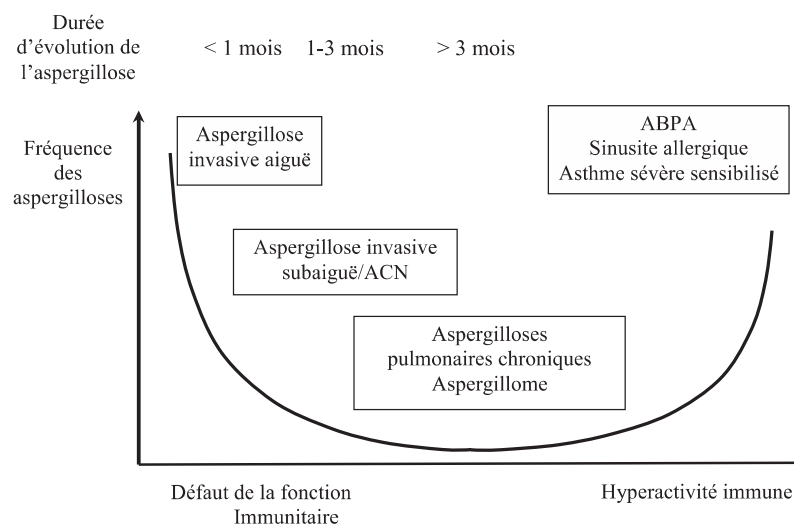 Durée
d’évolution de
l’aspergillose
< 1 mois 1-3 mois > 3 mois
Fréquence
des
aspergilloses
Aspergillose
invasive aiguë
ABPA
Sinusite allergique
Asthme sévère sensibilisé
Aspergillose invasive
subaiguë/ACN
Aspergilloses
pulmonaires chroniques
Aspergillome
Défaut de la fonction
Immunitaire
Hyperactivité immune